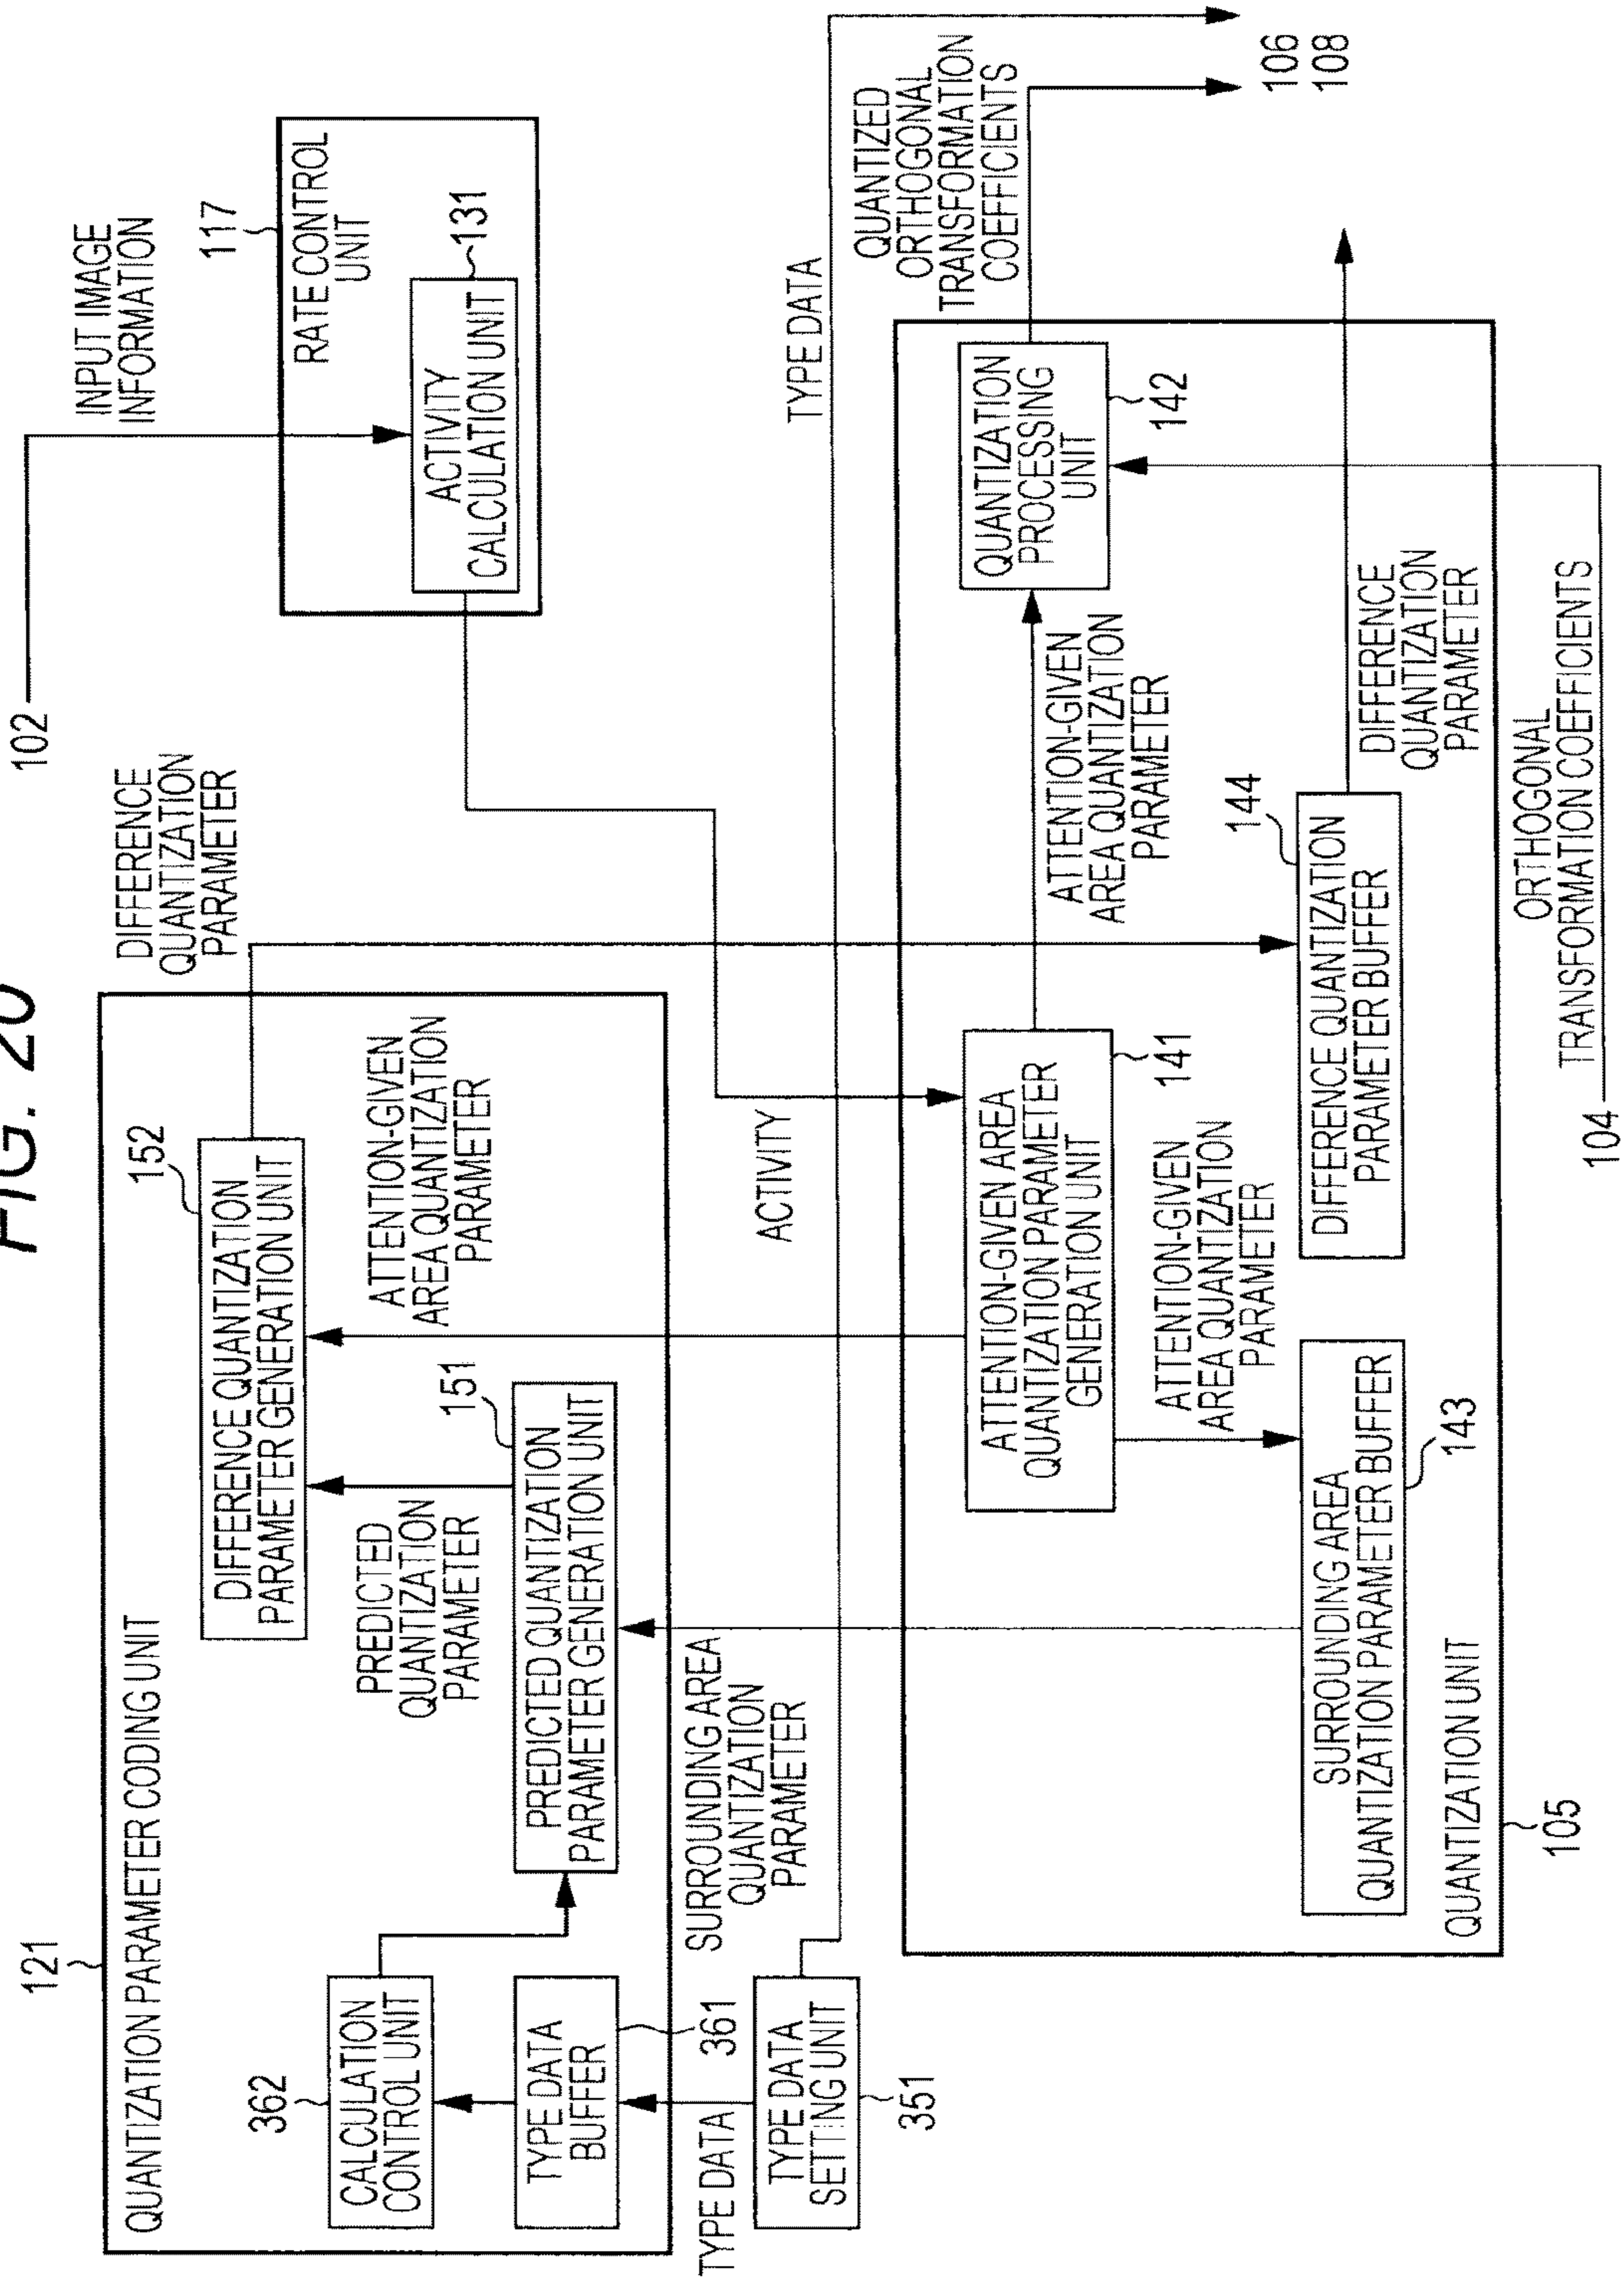 FIG. 20
121
QUANTIZATION PARAMETER CODING UNIT
362
CALCULATION
CONTROL UNIT
TYPE DATA
BUFFER
361
TYPE DATA
TYPE DATA
SETTING UNIT
351
152
DIFFERENCE QUANTIZATION
PARAMETER GENERATION UNIT
PREDICTED
QUANTIZATION
PARAMETER
151
PREDICTED QUANTIZATION
PARAMETER GENERATION UNIT
ATTENTION-GIVEN
AREA QUANTIZATION
PARAMETER
SURROUNDING AREA
QUANTIZATION
PARAMETER
DIFFERENCE
QUANTIZATION
PARAMETER
102
INPUT IMAGE
INFORMATION
117
RATE CONTROL
UNIT
ACTIVITY
CALCULATION UNIT
131
ACTIVITY
TYPE DATA
QUANTIZED
ORTHOGONAL
TRANSFORMATION
COEFFICIENTS
106
108
ATTENTION-GIVEN AREA
QUANTIZATION PARAMETER
GENERATION UNIT
141
ATTENTION-GIVEN
AREA QUANTIZATION
PARAMETER
QUANTIZATION
PROCESSING
UNIT
142
ATTENTION-GIVEN
AREA QUANTIZATION
PARAMETER
SURROUNDING AREA
QUANTIZATION PARAMETER BUFFER
143
144
DIFFERENCE QUANTIZATION
PARAMETER BUFFER
DIFFERENCE
QUANTIZATION
PARAMETER
QUANTIZATION UNIT
105
104
ORTHOGONAL
TRANSFORMATION COEFFICIENTS